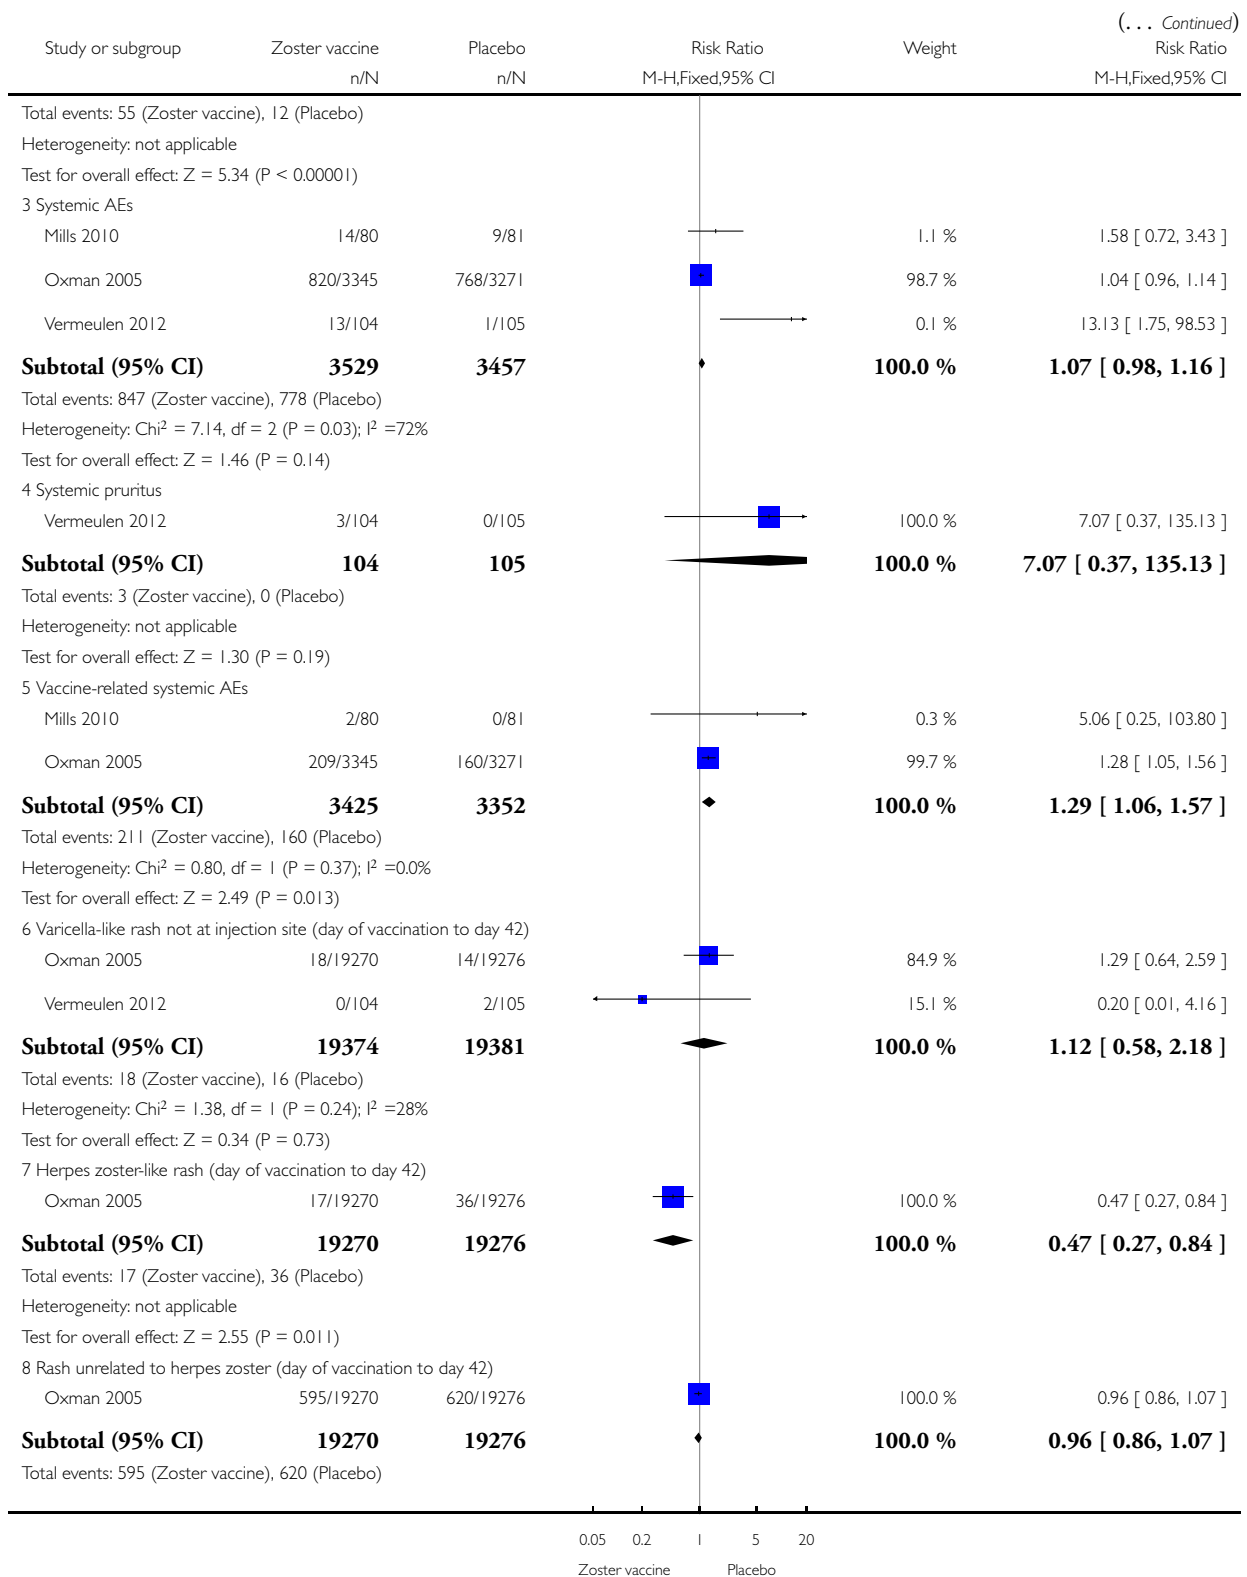 (... Continued)
Study or subgroup Zoster vaccine Placebo Risk Ratio Weight Risk Ratio
n/N n/N M-H,Fixed,95% CI M-H,Fixed,95% CI
Total events: 55 (Zoster vaccine), 12 (Placebo)
Heterogeneity: not applicable
Test for overall effect: Z = 5.34 (P < 0.00001)
3 Systemic AEs
Mills 2010 14/80 9/81 1.1 % 1.58 [ 0.72, 3.43 ]
Oxman 2005 820/3345 768/3271 98.7 % 1.04 [ 0.96, 1.14 ]
Vermeulen 2012 13/104 1/105 0.1 % 13.13 [ 1.75, 98.53 ]
Subtotal (95% CI) 3529 3457 100.0 % 1.07 [ 0.98, 1.16 ]
Total events: 847 (Zoster vaccine), 778 (Placebo)
Heterogeneity: Chi² = 7.14, df = 2 (P = 0.03); I² =72%
Test for overall effect: Z = 1.46 (P = 0.14)
4 Systemic pruritus
Vermeulen 2012 3/104 0/105 100.0 % 7.07 [ 0.37, 135.13 ]
Subtotal (95% CI) 104 105 100.0 % 7.07 [ 0.37, 135.13 ]
Total events: 3 (Zoster vaccine), 0 (Placebo)
Heterogeneity: not applicable
Test for overall effect: Z = 1.30 (P = 0.19)
5 Vaccine-related systemic AEs
Mills 2010 2/80 0/81 0.3 % 5.06 [ 0.25, 103.80 ]
Oxman 2005 209/3345 160/3271 99.7 % 1.28 [ 1.05, 1.56 ]
Subtotal (95% CI) 3425 3352 100.0 % 1.29 [ 1.06, 1.57 ]
Total events: 211 (Zoster vaccine), 160 (Placebo)
Heterogeneity: Chi² = 0.80, df = 1 (P = 0.37); I² =0.0%
Test for overall effect: Z = 2.49 (P = 0.013)
6 Varicella-like rash not at injection site (day of vaccination to day 42)
Oxman 2005 18/19270 14/19276 84.9 % 1.29 [ 0.64, 2.59 ]
Vermeulen 2012 0/104 2/105 15.1 % 0.20 [ 0.01, 4.16 ]
Subtotal (95% CI) 19374 19381 100.0 % 1.12 [ 0.58, 2.18 ]
Total events: 18 (Zoster vaccine), 16 (Placebo)
Heterogeneity: Chi² = 1.38, df = 1 (P = 0.24); I² =28%
Test for overall effect: Z = 0.34 (P = 0.73)
7 Herpes zoster-like rash (day of vaccination to day 42)
Oxman 2005 17/19270 36/19276 100.0 % 0.47 [ 0.27, 0.84 ]
Subtotal (95% CI) 19270 19276 100.0 % 0.47 [ 0.27, 0.84 ]
Total events: 17 (Zoster vaccine), 36 (Placebo)
Heterogeneity: not applicable
Test for overall effect: Z = 2.55 (P = 0.011)
8 Rash unrelated to herpes zoster (day of vaccination to day 42)
Oxman 2005 595/19270 620/19276 100.0 % 0.96 [ 0.86, 1.07 ]
Subtotal (95% CI) 19270 19276 100.0 % 0.96 [ 0.86, 1.07 ]
Total events: 595 (Zoster vaccine), 620 (Placebo)
0.05 0.2 1 5 20
Zoster vaccine Placebo